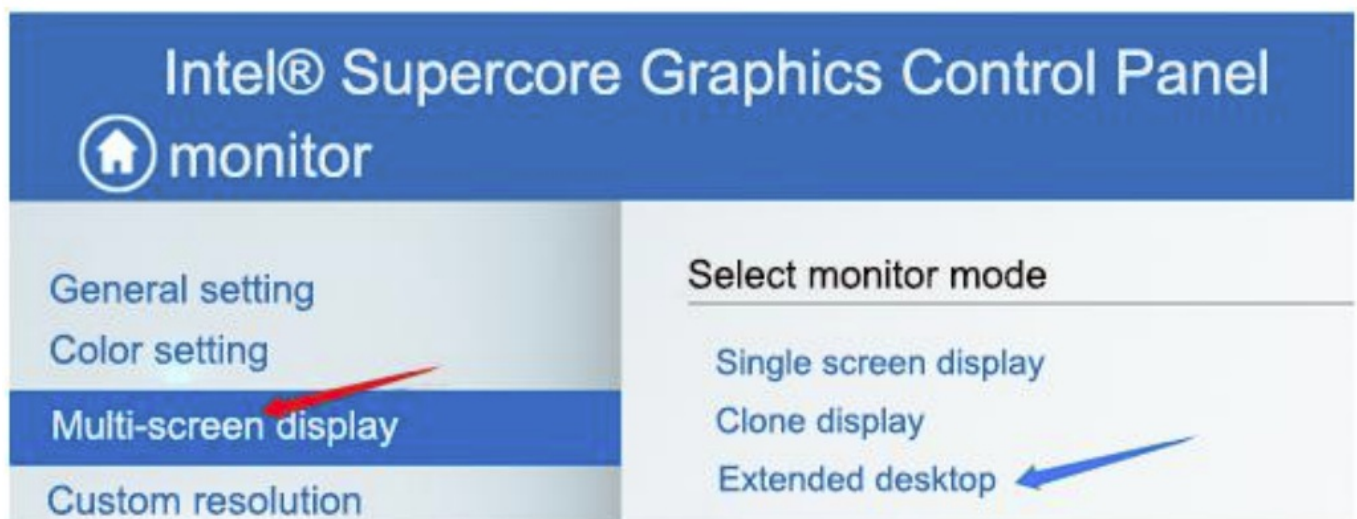 Intel® Supercore Graphics Control Panel
monitor
General setting
Color setting
Multi-screen display
Custom resolution
Select monitor mode
Single screen display
Clone display
Extended desktop